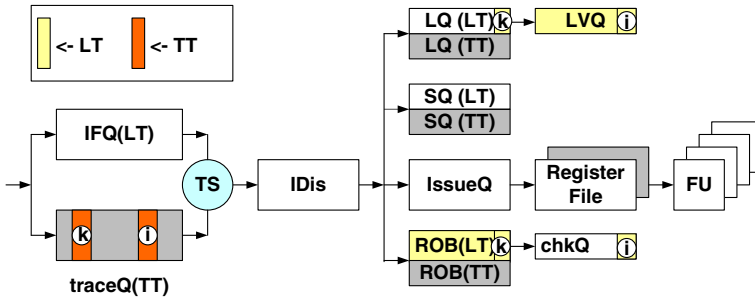 <- LT <- TT
LQ (LT) k
LQ (TT)
LVQ i
IFQ(LT)
SQ (LT)
SQ (TT)
TS
IDis
IssueQ
Register
File
FU
k i
traceQ(TT)
ROB(LT) k
ROB(TT)
chkQ i